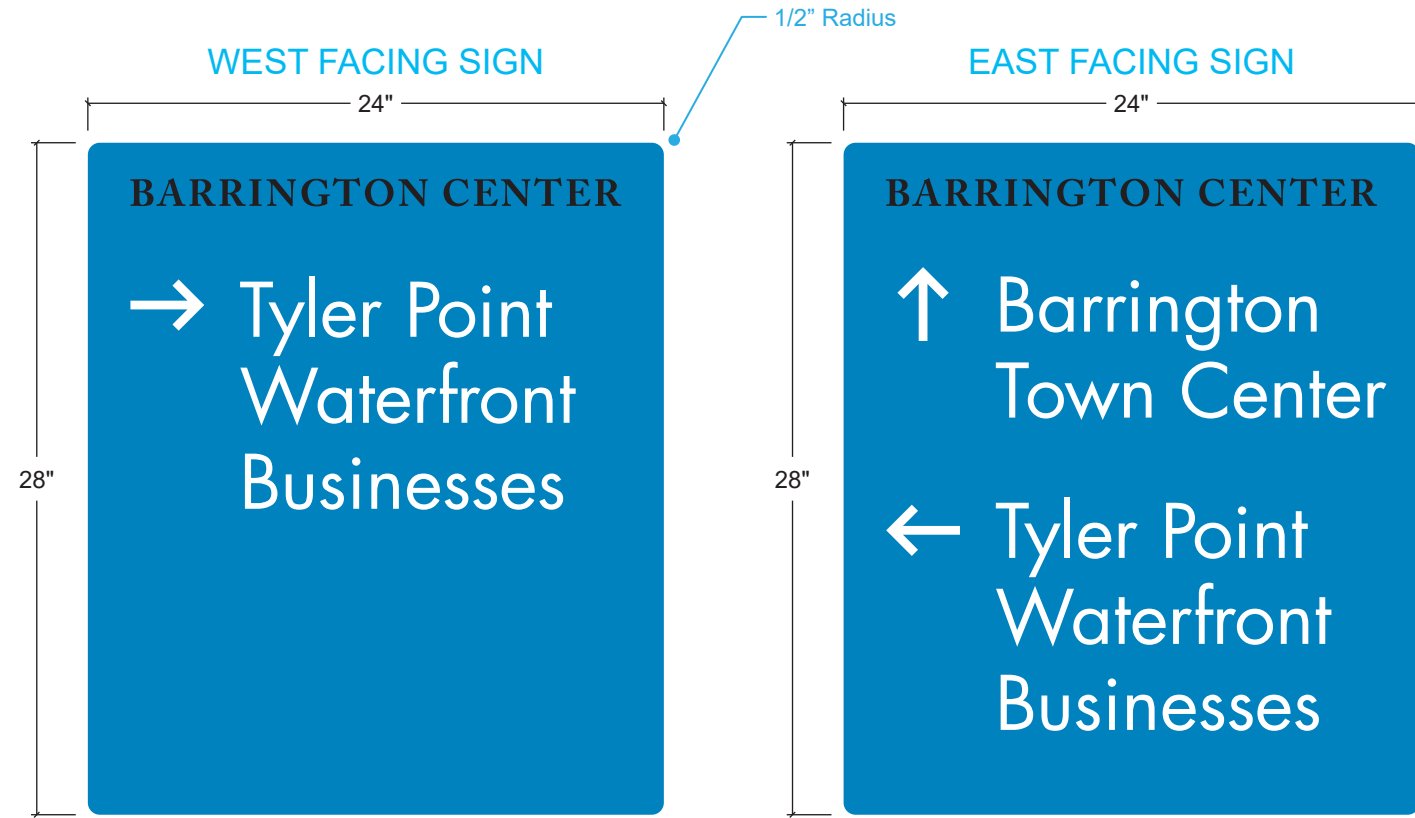 1/2” Radius
WEST FACING SIGN
24"
28"
BARRINGTON CENTER
→ Tyler Point
Waterfront
Businesses
EAST FACING SIGN
24"
28"
BARRINGTON CENTER
↑ Barrington
Town Center
← Tyler Point
Waterfront
Businesses